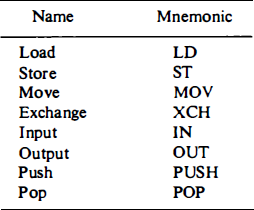 Name Mnemonic
Load LD
Store ST
Move MOV
Exchange XCH
Input IN
Output OUT
Push PUSH
Pop POP